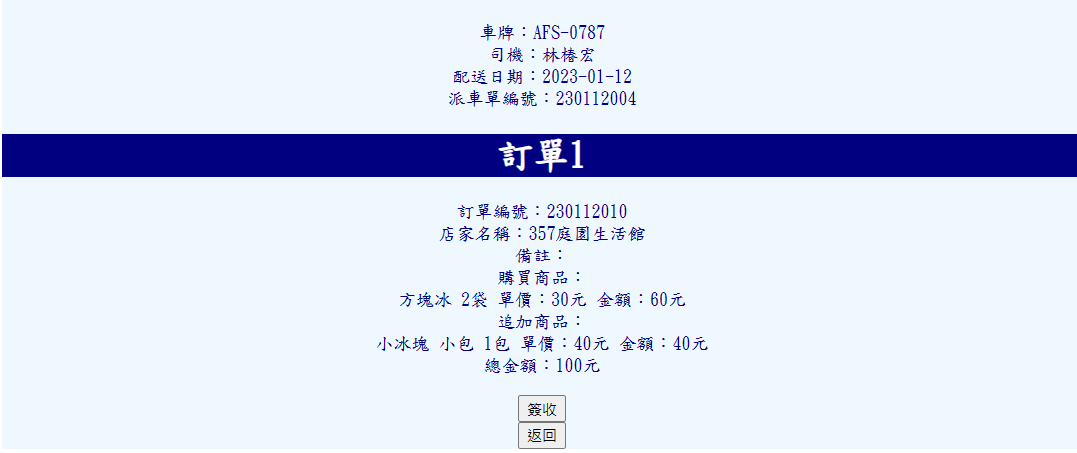 車牌：AFS-0787
司機：林椿宏
配送日期：2023-01-12
派車單編號：230112004
訂單1
訂單編號：230112010
店家名稱：357庭園生活館
備註：
購買商品：
方塊冰 2袋 單價：30元 金額：60元
追加商品：
小冰塊 小包 1包 單價：40元 金額：40元
總金額：100元
簽收
返回